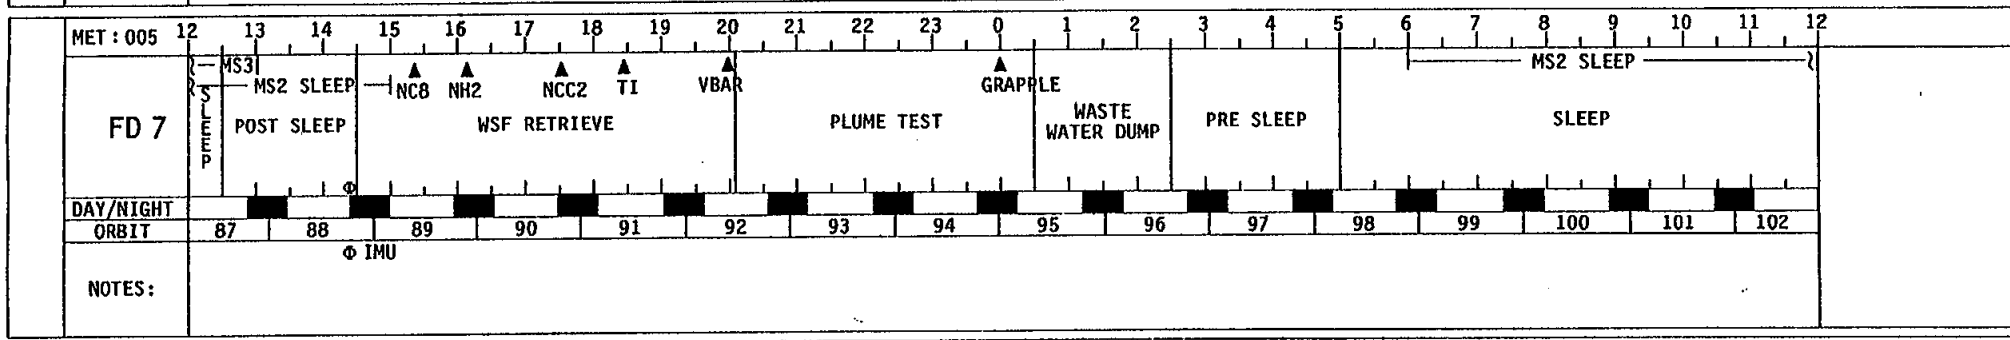 MET:005 12 13 14 15 16 17 18 19 20 21 22 23 0 1 2 3 4 5 6 7 8 9 10 11 12
MS3
MS2 SLEEP
MS2 SLEEP
NC8 NH2 NCC2 TI VBAR GRAPPLE
FD 7
SLEEP
POST SLEEP
WSF RETRIEVE
PLUME TEST
WASTE
WATER DUMP
PRE SLEEP
SLEEP
Φ
DAY/NIGHT
ORBIT 87 88 89 90 91 92 93 94 95 96 97 98 99 100 101 102
Φ IMU
NOTES: